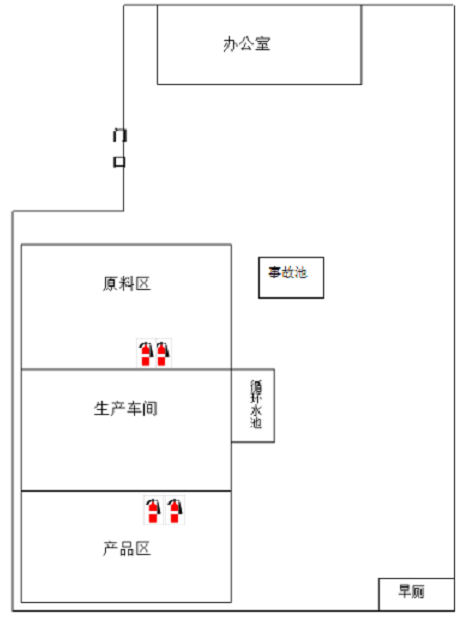 办公室
门
口
事故池
原料区
循环水池
生产车间
产品区
旱厕